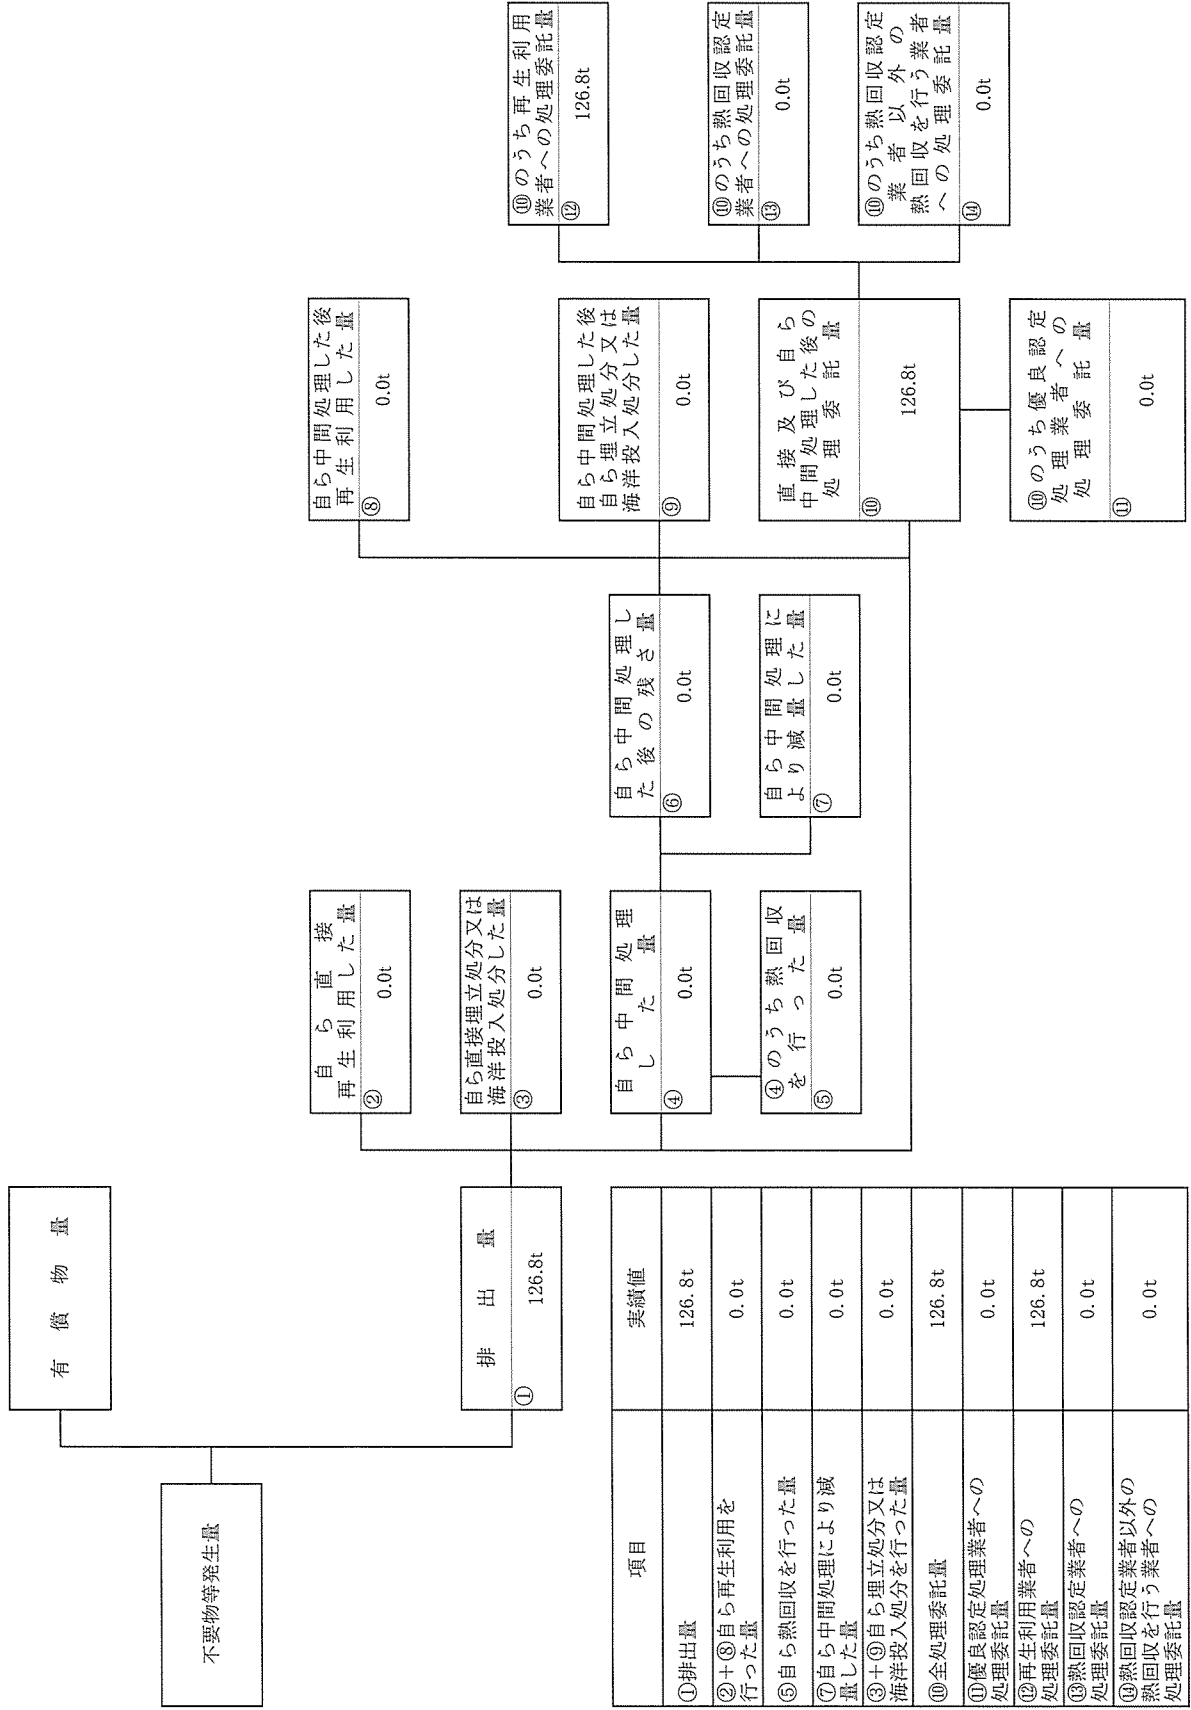 不要物等発生量
有償物量
排出量
① 126.8t
自ら直接
再生利用した量
② 0.0t
自ら直接埋立処分又は
海洋投入処分した量
③ 0.0t
自ら中間処理
した量
④ 0.0t
④のうち熱回収
を行った量
⑤ 0.0t
自ら中間処理し
た後の残さ量
⑥ 0.0t
自ら中間処理に
より減量した量
⑦ 0.0t
自ら中間処理した後
再生利用した量
⑧ 0.0t
自ら中間処理した後
自ら埋立処分又は
海洋投入処分した量
⑨ 0.0t
直接及び自ら
中間処理した後の
処理委託量
⑩ 126.8t
⑩のうち優良認定
処理業者への
処理委託量
⑪ 0.0t
⑩のうち再生利用
業者への処理委託量
⑫ 126.8t
⑩のうち熱回収認定
業者への処理委託量
⑬ 0.0t
⑩のうち熱回収認定
業者以外の
熱回収を行う業者
への処理委託量
⑭ 0.0t
項目 実績値
①排出量 126.8t
②+⑧自ら再生利用を
行った量 0.0t
⑤自ら熱回収を行った量 0.0t
⑦自ら中間処理により減
量した量 0.0t
③+⑨自ら埋立処分又は
海洋投入処分を行った量 0.0t
⑩全処理委託量 126.8t
⑪優良認定処理業者への
処理委託量 0.0t
⑫再生利用業者への
処理委託量 126.8t
⑬熱回収認定業者への
処理委託量 0.0t
⑭熱回収認定業者以外の
熱回収を行う業者への
処理委託量 0.0t